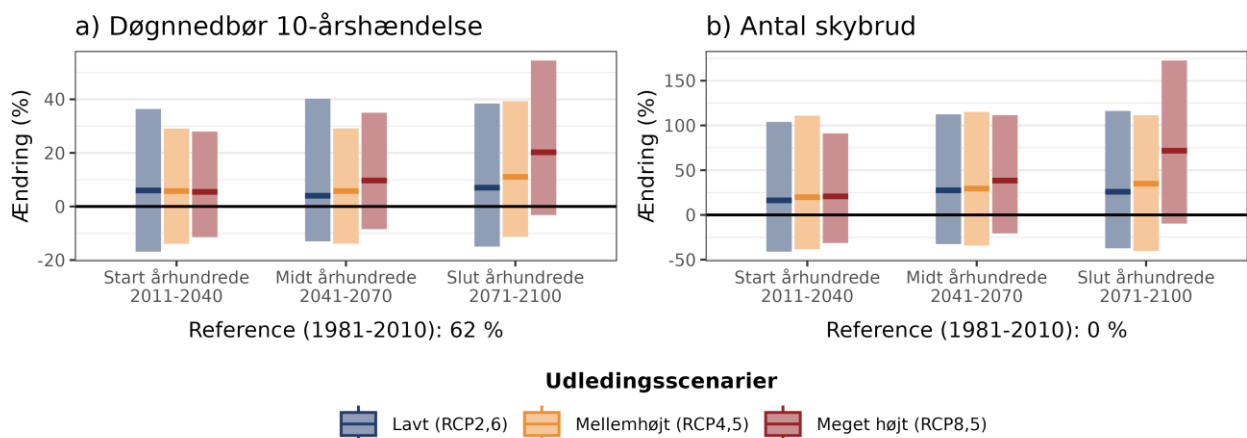 a) Døgnnedbør 10-årshændelse
Ændring (%)
40
20
0
-20
Start århundrede
2011-2040
Midt århundrede
2041-2070
Slut århundrede
2071-2100
Reference (1981-2010): 62 %
b) Antal skybrud
Ændring (%)
150
100
50
0
-50
Start århundrede
2011-2040
Midt århundrede
2041-2070
Slut århundrede
2071-2100
Reference (1981-2010): 0 %
Udledingsscenarier
Lavt (RCP2,6)
Mellemhøjt (RCP4,5)
Meget højt (RCP8,5)